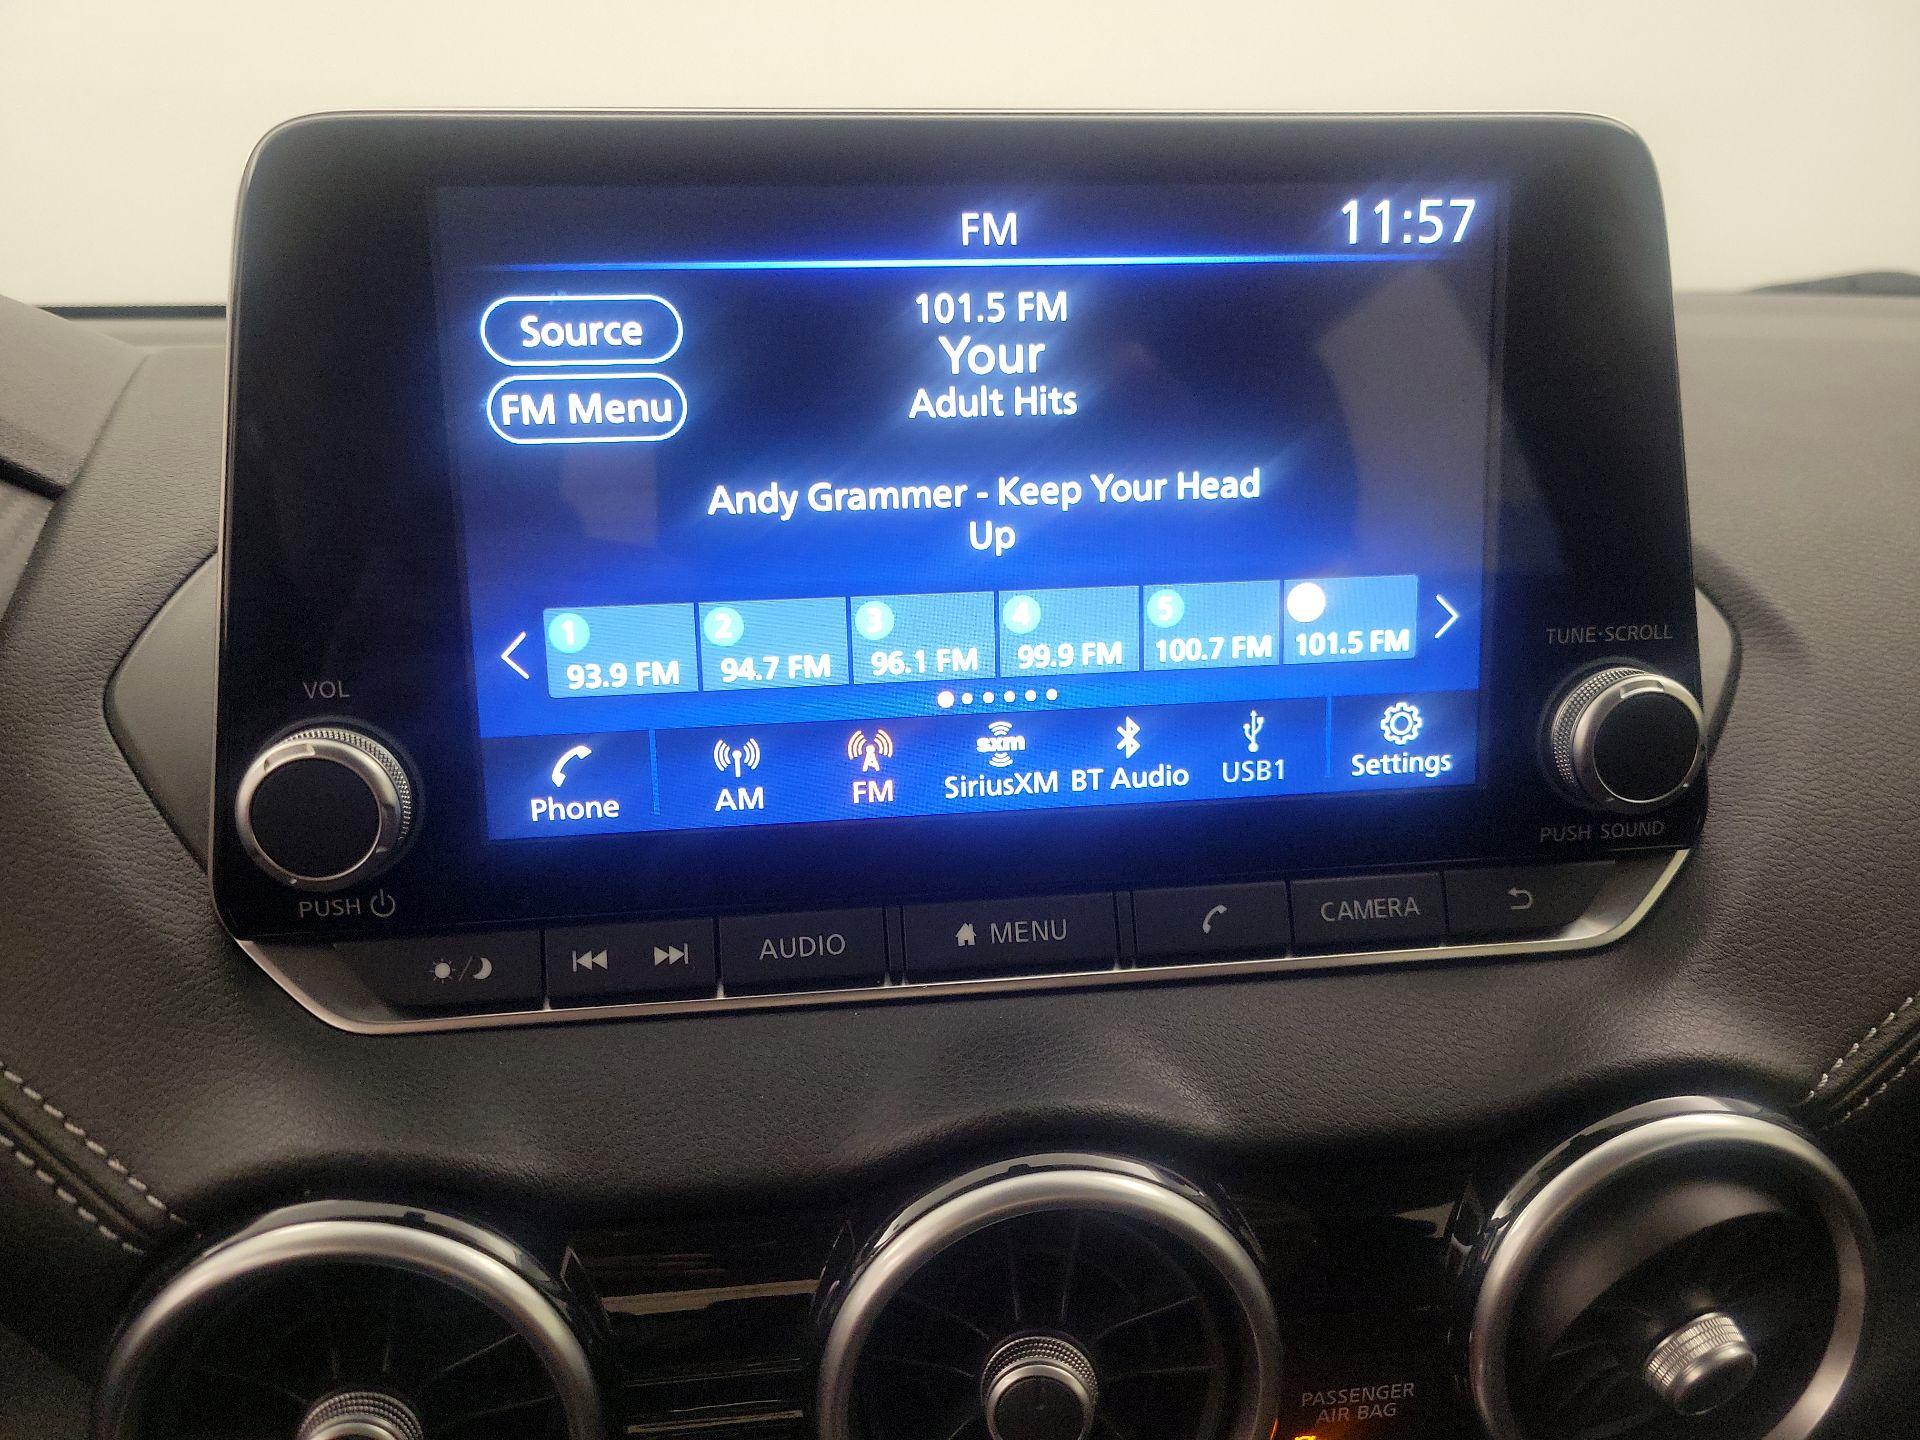 FM
11:57
Source
101.5 FM
Your
FM Menu
Adult Hits
Andy Grammer - Keep Your Head
Up
1
2
3
4
5
93.9 FM
94.7 FM
96.1 FM
99.9 FM
100.7 FM
101.5 FM
TUNE·SCROLL
VOL
Phone
AM
FM
sxm
SiriusXM
BT Audio
USB1
Settings
PUSH SOUND
PUSH
AUDIO
MENU
CAMERA
PASSENGER
AIR BAG